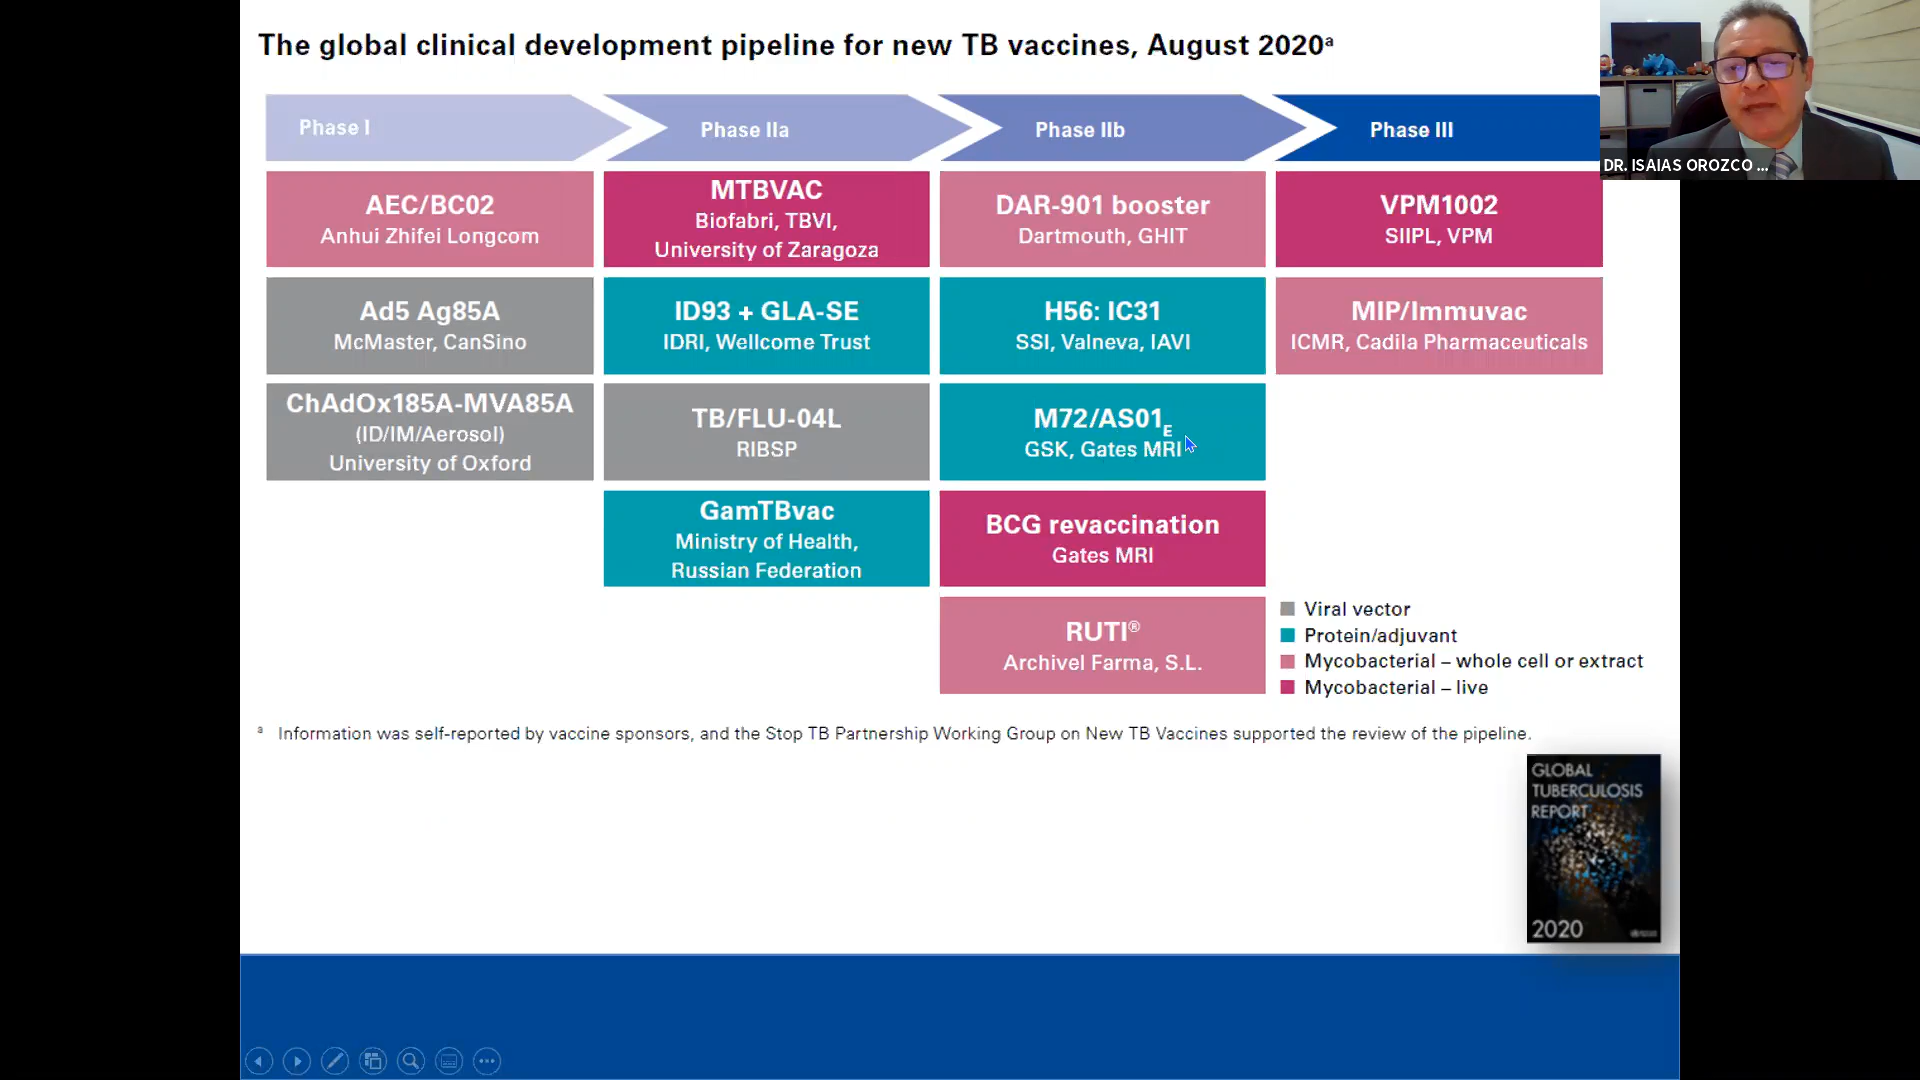 The global clinical development pipeline for new TB vaccines, August 2020ª
Phase I
Phase IIa
Phase IIb
Phase III
AEC/BC02
Anhui Zhifei Longcom
MTBVAC
Biofabri, TBVI,
University of Zaragoza
DAR-901 booster
Dartmouth, GHIT
VPM1002
SIIPL, VPM
Ad5 Ag85A
McMaster, CanSino
ID93 + GLA-SE
IDRI, Wellcome Trust
H56: IC31
SSI, Valneva, IAVI
MIP/Immuvac
ICMR, Cadila Pharmaceuticals
ChAdOx185A-MVA85A
(ID/IM/Aerosol)
University of Oxford
TB/FLU-04L
RIBSP
M72/AS01E
GSK, Gates MRI
GamTBvac
Ministry of Health,
Russian Federation
BCG revaccination
Gates MRI
RUTI®
Archivel Farma, S.L.
Viral vector
Protein/adjuvant
Mycobacterial – whole cell or extract
Mycobacterial – live
ª Information was self-reported by vaccine sponsors, and the Stop TB Partnership Working Group on New TB Vaccines supported the review of the pipeline.
GLOBAL
TUBERCULOSIS
REPORT
2020
DR. ISAIAS OROZCO ...